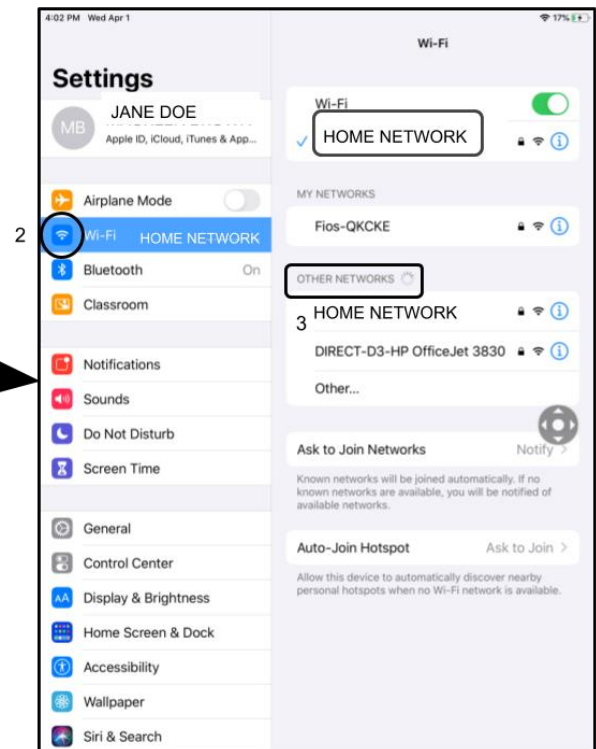 4:02 PM Wed Apr 1
17%
Settings
MB
JANE DOE
Apple ID, iCloud, iTunes & App...
Airplane Mode
2
Wi-Fi HOME NETWORK
Bluetooth On
Classroom
Notifications
Sounds
Do Not Disturb
Screen Time
General
Control Center
AA Display & Brightness
Home Screen & Dock
Accessibility
Wallpaper
Siri & Search
Wi-Fi
Wi-Fi
HOME NETWORK
MY NETWORKS
Fios-QKCKE
OTHER NETWORKS
3 HOME NETWORK
DIRECT-D3-HP OfficeJet 3830
Other...
Ask to Join Networks Notify
Known networks will be joined automatically. If no
known networks are available, you will be notified of
available networks.
Auto-Join Hotspot Ask to Join
Allow this device to automatically discover nearby
personal hotspots when no Wi-Fi network is available.